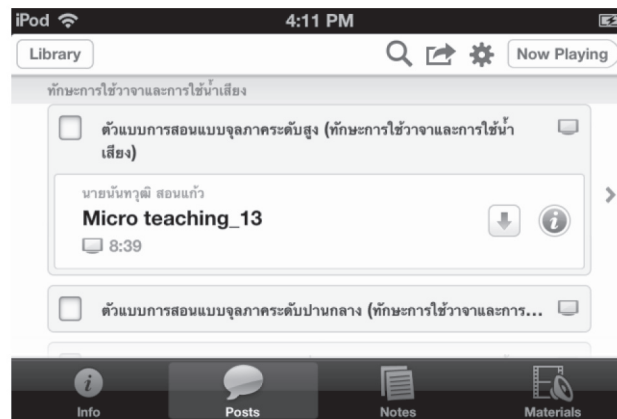 iPod 4:11 PM
Library Now Playing
ทักษะการใช้วาจาและการใช้น้ำเสียง
ตัวแบบการสอนแบบจุลภาคระดับสูง (ทักษะการใช้วาจาและการใช้น้ำ
เสียง)
นายนันทวุฒิ สอนแก้ว
Micro teaching_13
8:39
ตัวแบบการสอนแบบจุลภาคระดับปานกลาง (ทักษะการใช้วาจาและการ...
Info Posts Notes Materials